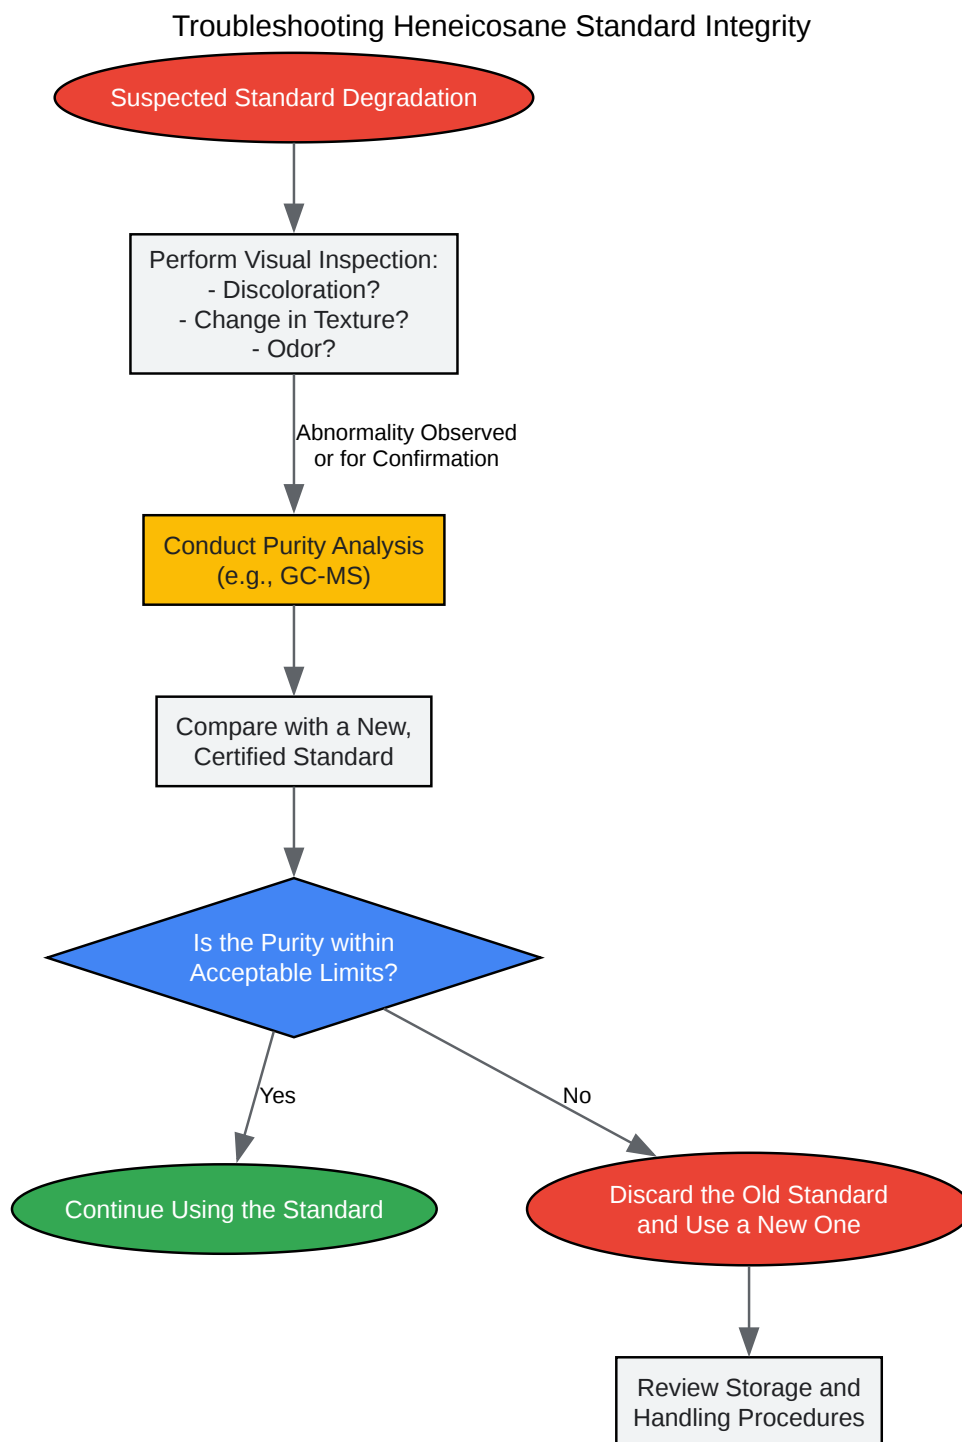 Troubleshooting Heneicosane Standard Integrity
Suspected Standard Degradation
Perform Visual Inspection:
- Discoloration?
- Change in Texture?
- Odor?
Abnormality Observed
or for Confirmation
Conduct Purity Analysis
(e.g., GC-MS)
Compare with a New,
Certified Standard
Is the Purity within
Acceptable Limits?
Yes
No
Continue Using the Standard
Discard the Old Standard
and Use a New One
Review Storage and
Handling Procedures